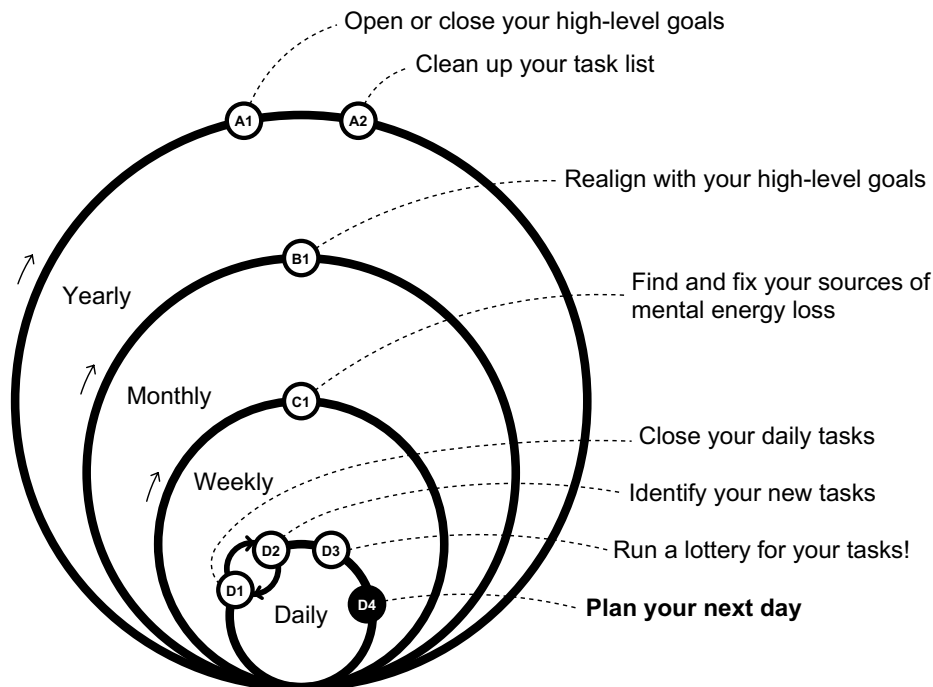 Open or close your high-level goals
Clean up your task list
A1
A2
Realign with your high-level goals
B1
Yearly
Find and fix your sources of
mental energy loss
Monthly
C1
Close your daily tasks
Weekly
Identify your new tasks
D2
D3
Run a lottery for your tasks!
D1
D4
Plan your next day
Daily